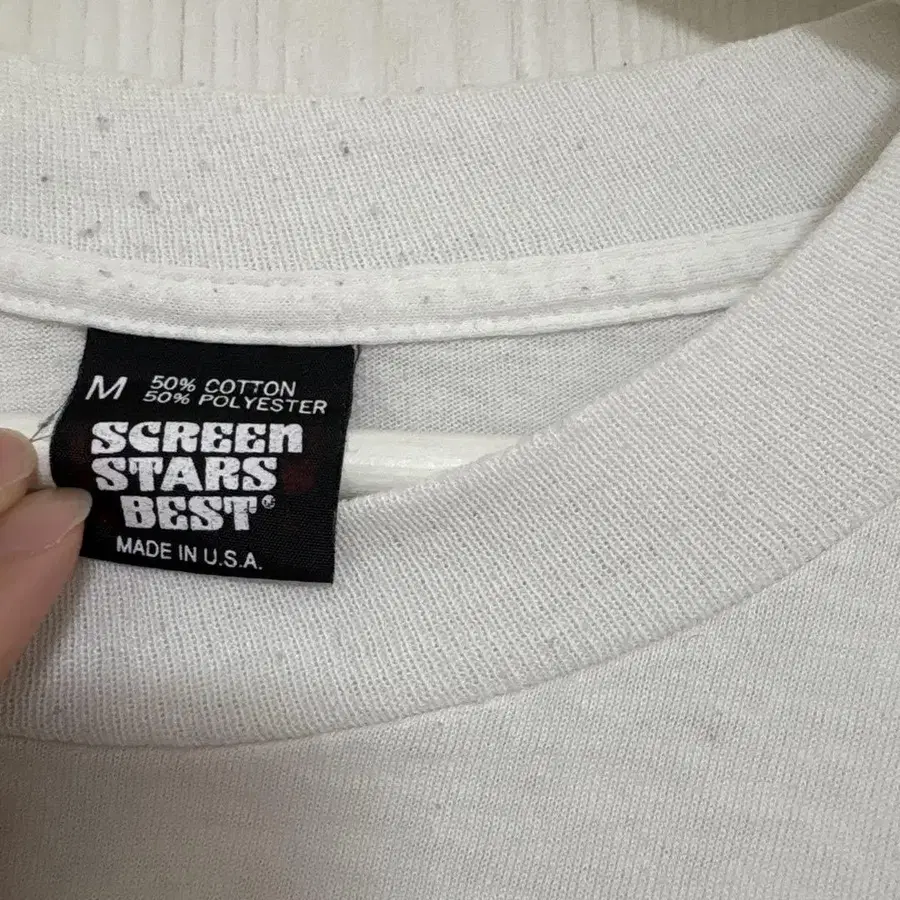 M 50% COTTON
50% POLYESTER
SCREEN
STARS
BEST®
MADE IN U.S.A.